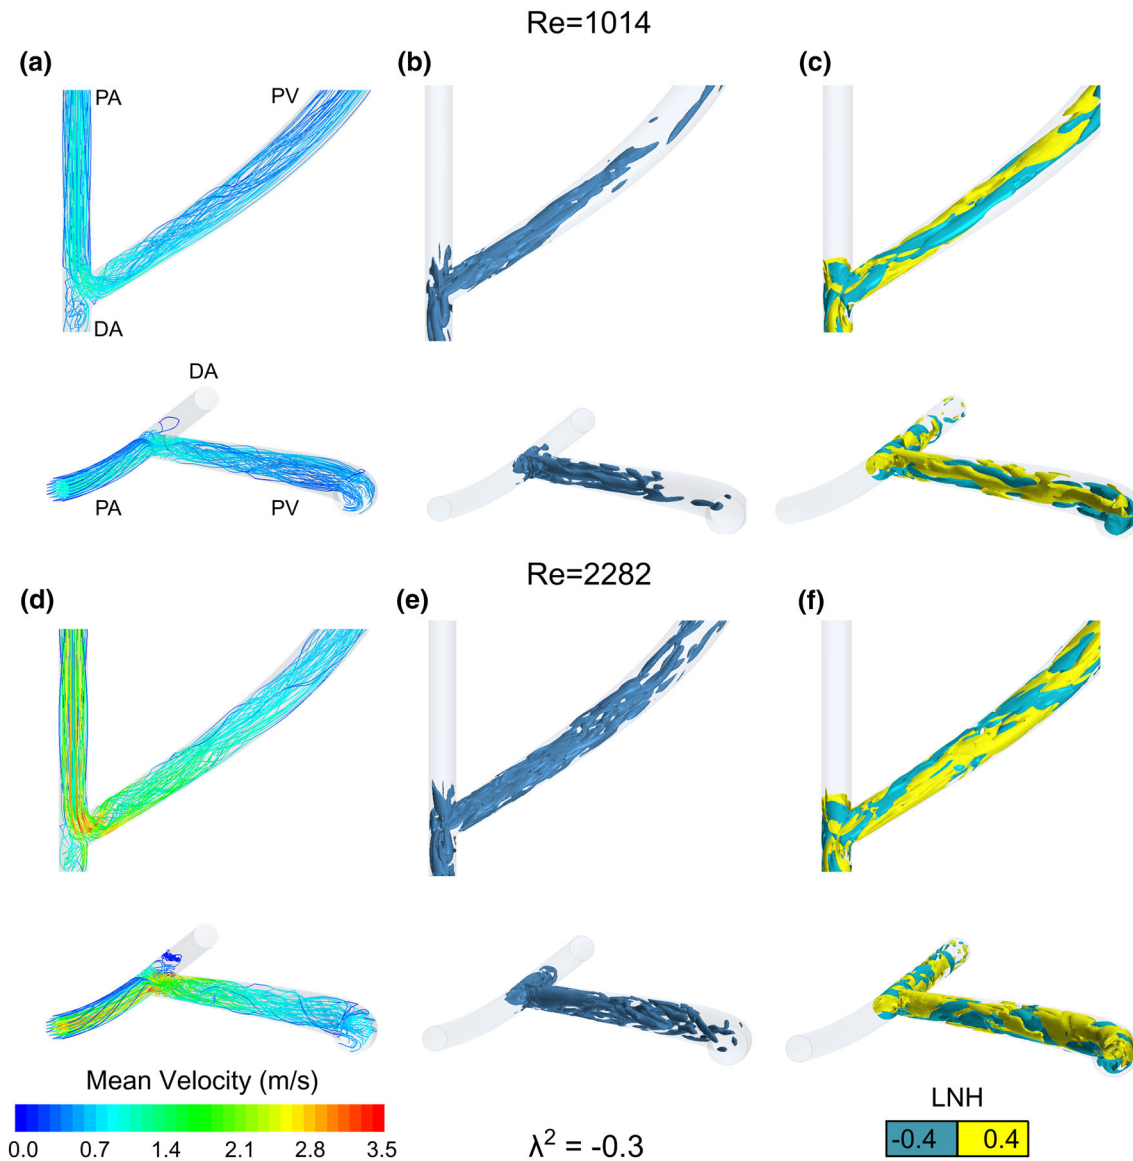 Re=1014
(a) (b) (c)
PA PV
DA
DA
PA PV
Re=2282
(d) (e) (f)
Mean Velocity (m/s)
0.0 0.7 1.4 2.1 2.8 3.5
λ² = -0.3
LNH
-0.4 0.4